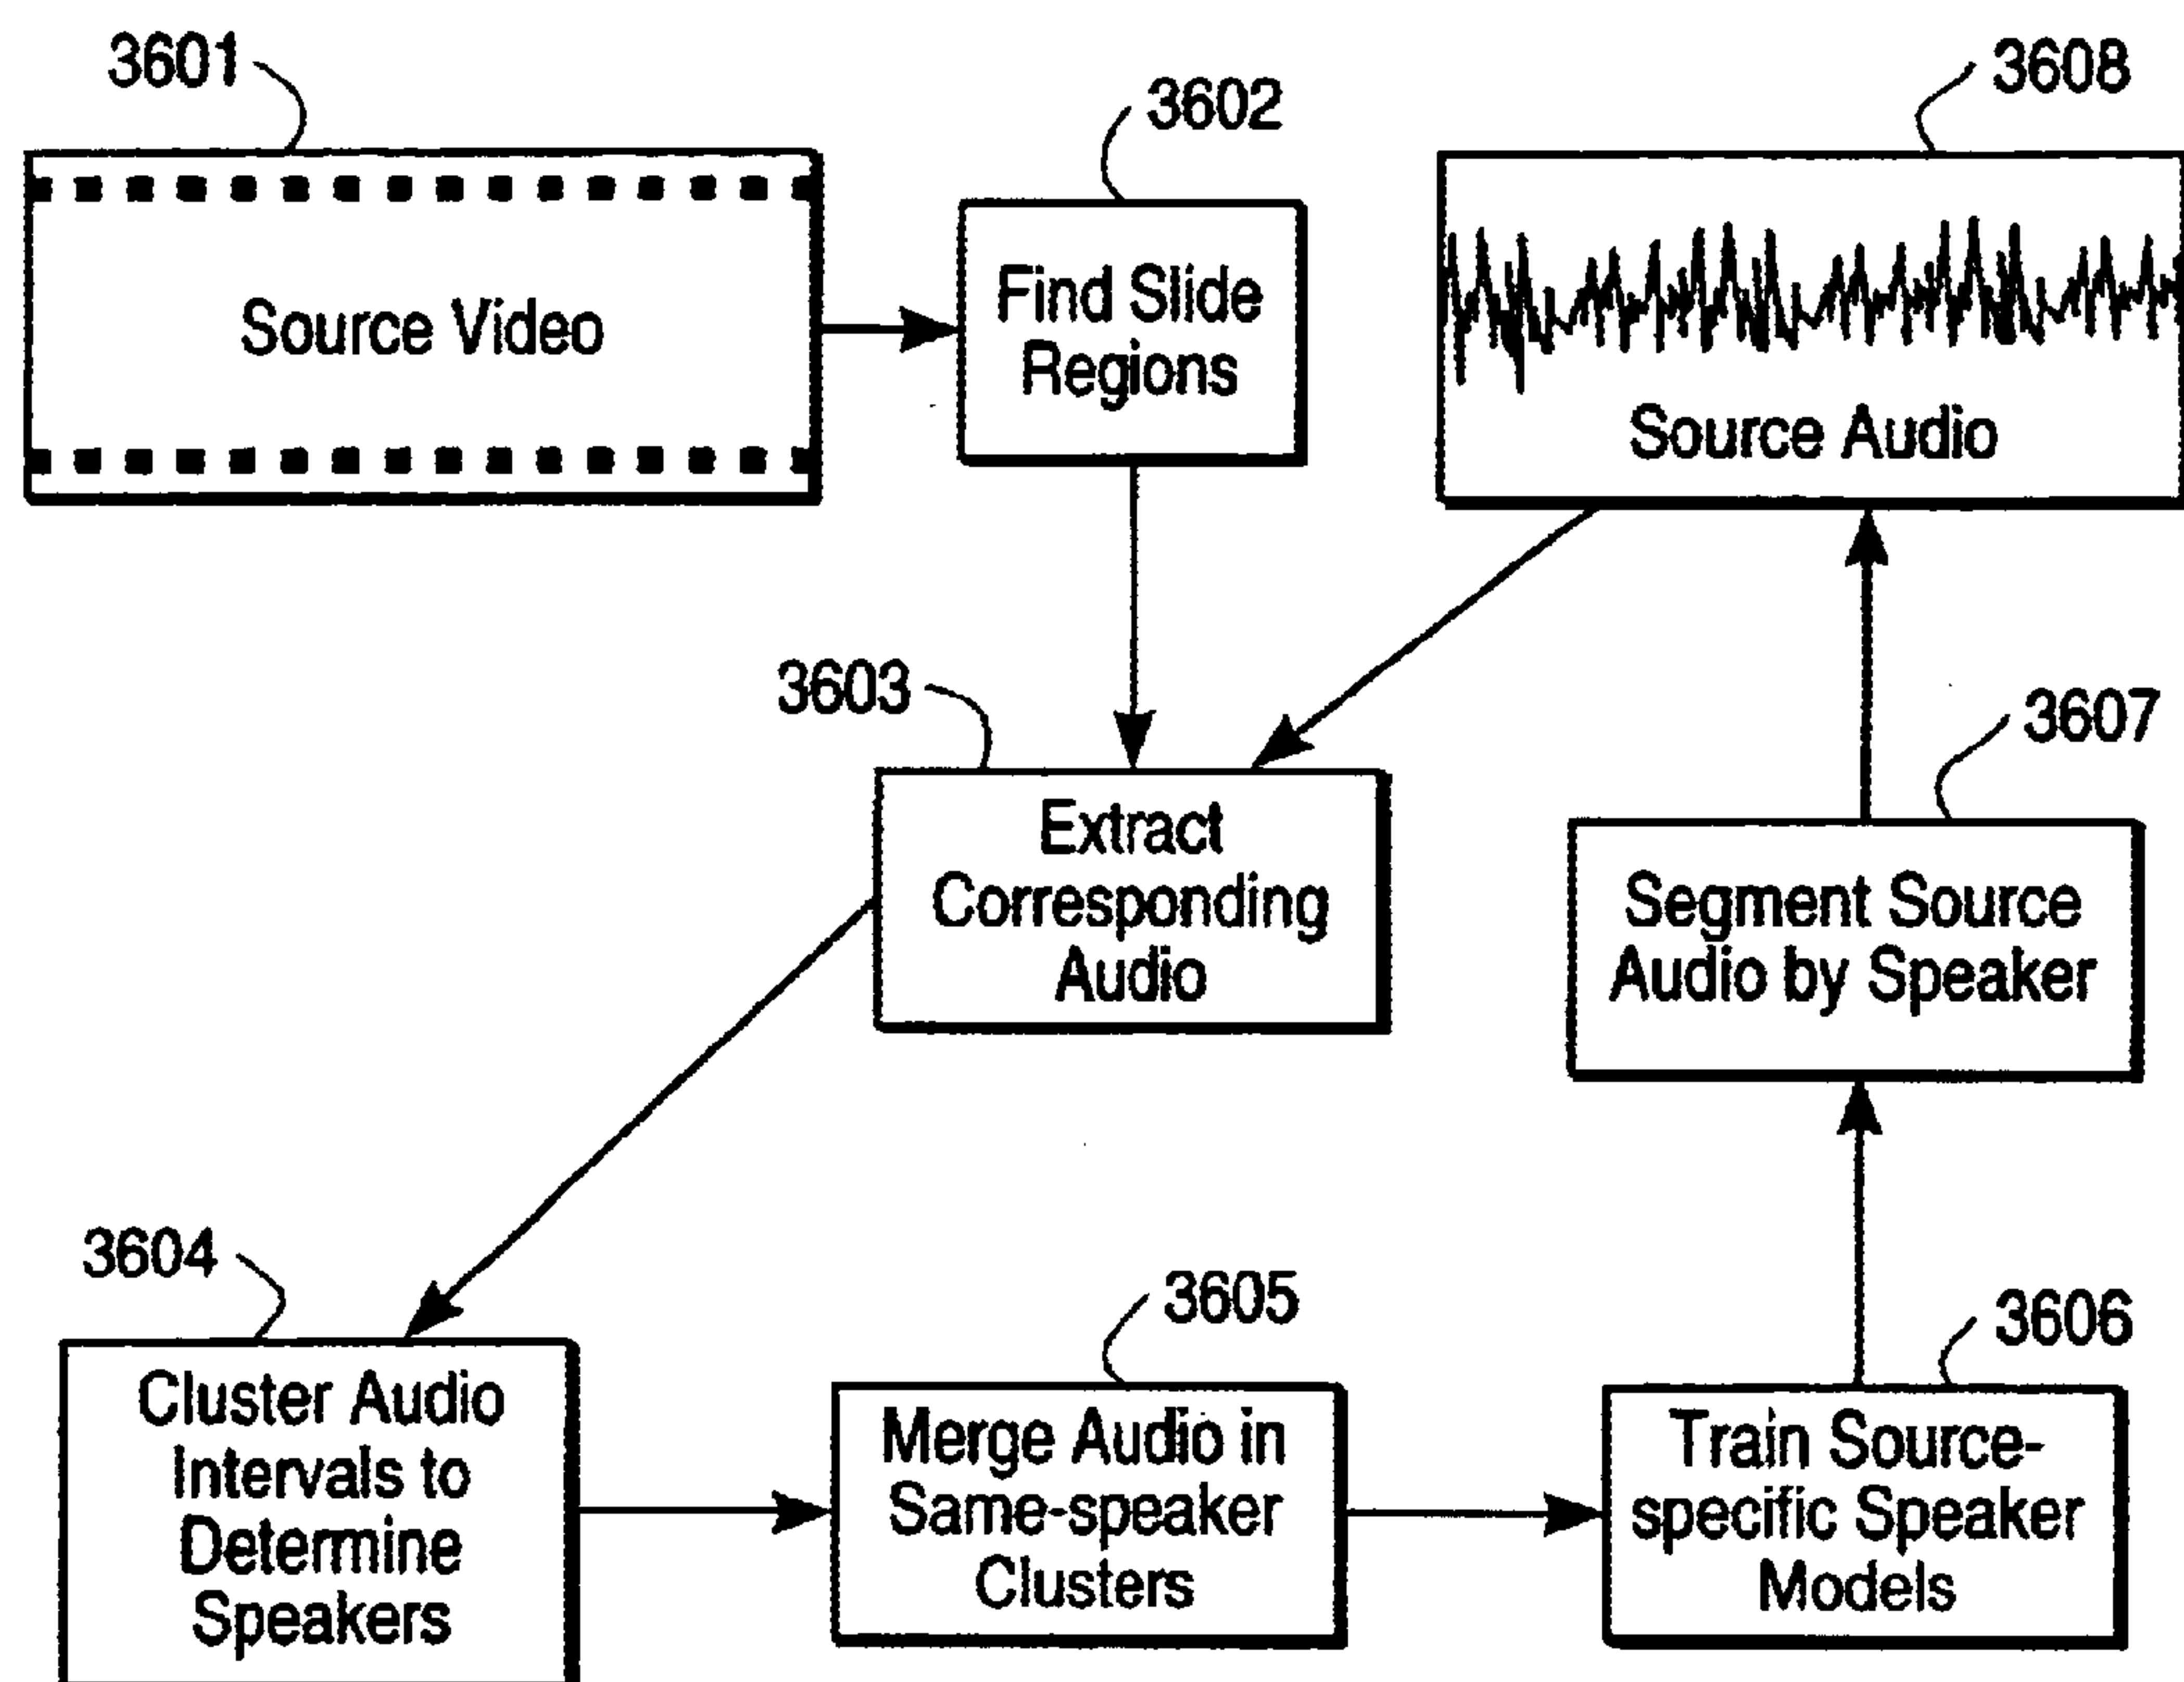 3601
3602
3608
Source Video
Find Slide
Regions
Source Audio
3603
3607
Extract
Corresponding
Audio
Segment Source
Audio by Speaker
3604
3605
3606
Cluster Audio
Intervals to
Determine
Speakers
Merge Audio in
Same-speaker
Clusters
Train Source-
specific Speaker
Models